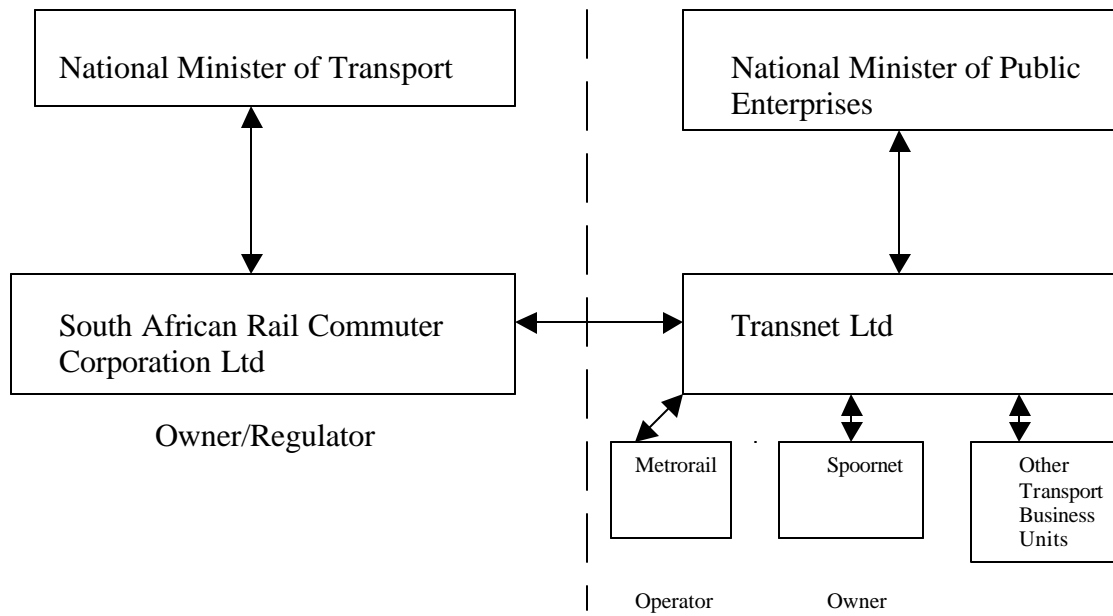 National Minister of Transport
National Minister of Public
Enterprises
South African Rail Commuter
Corporation Ltd
Transnet Ltd
Owner/Regulator
Metrorail
Spoornet
Other
Transport
Business
Units
Operator
Owner